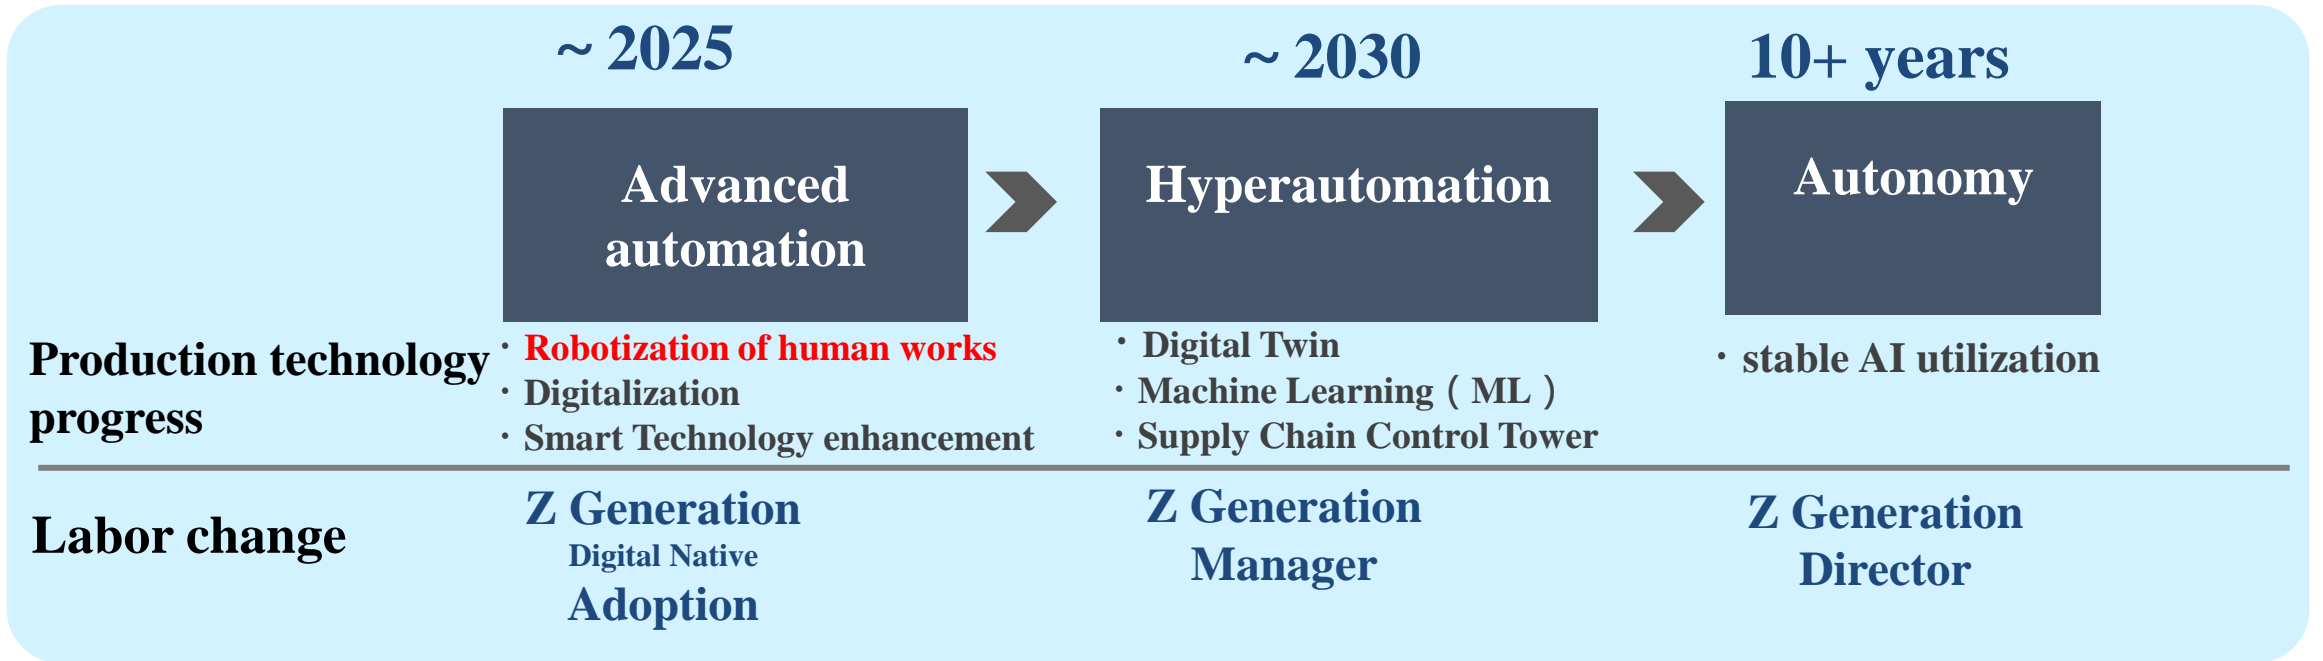 ~ 2025
~ 2030
10+ years
Advanced
automation
Hyperautomation
Autonomy
Production technology
progress
・Robotization of human works
・Digitalization
・Smart Technology enhancement
・Digital Twin
・Machine Learning（ML）
・Supply Chain Control Tower
・stable AI utilization
Labor change
Z Generation
Digital Native
Adoption
Z Generation
Manager
Z Generation
Director